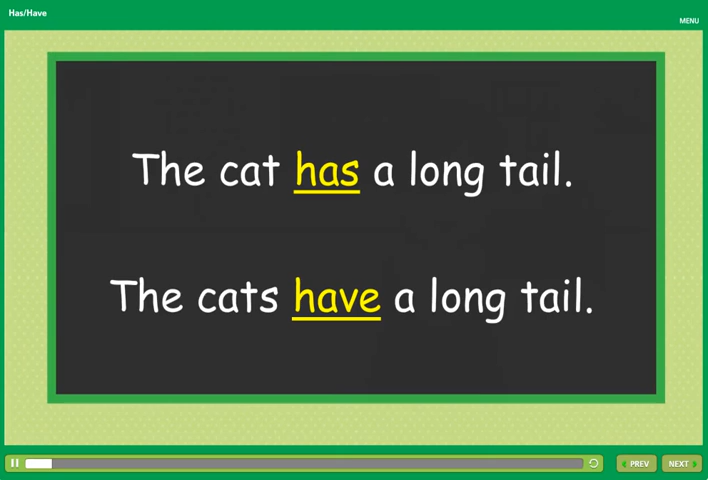 Has/Have
MENU
The cat has a long tail.
The cats have a long tail.
PREV
NEXT